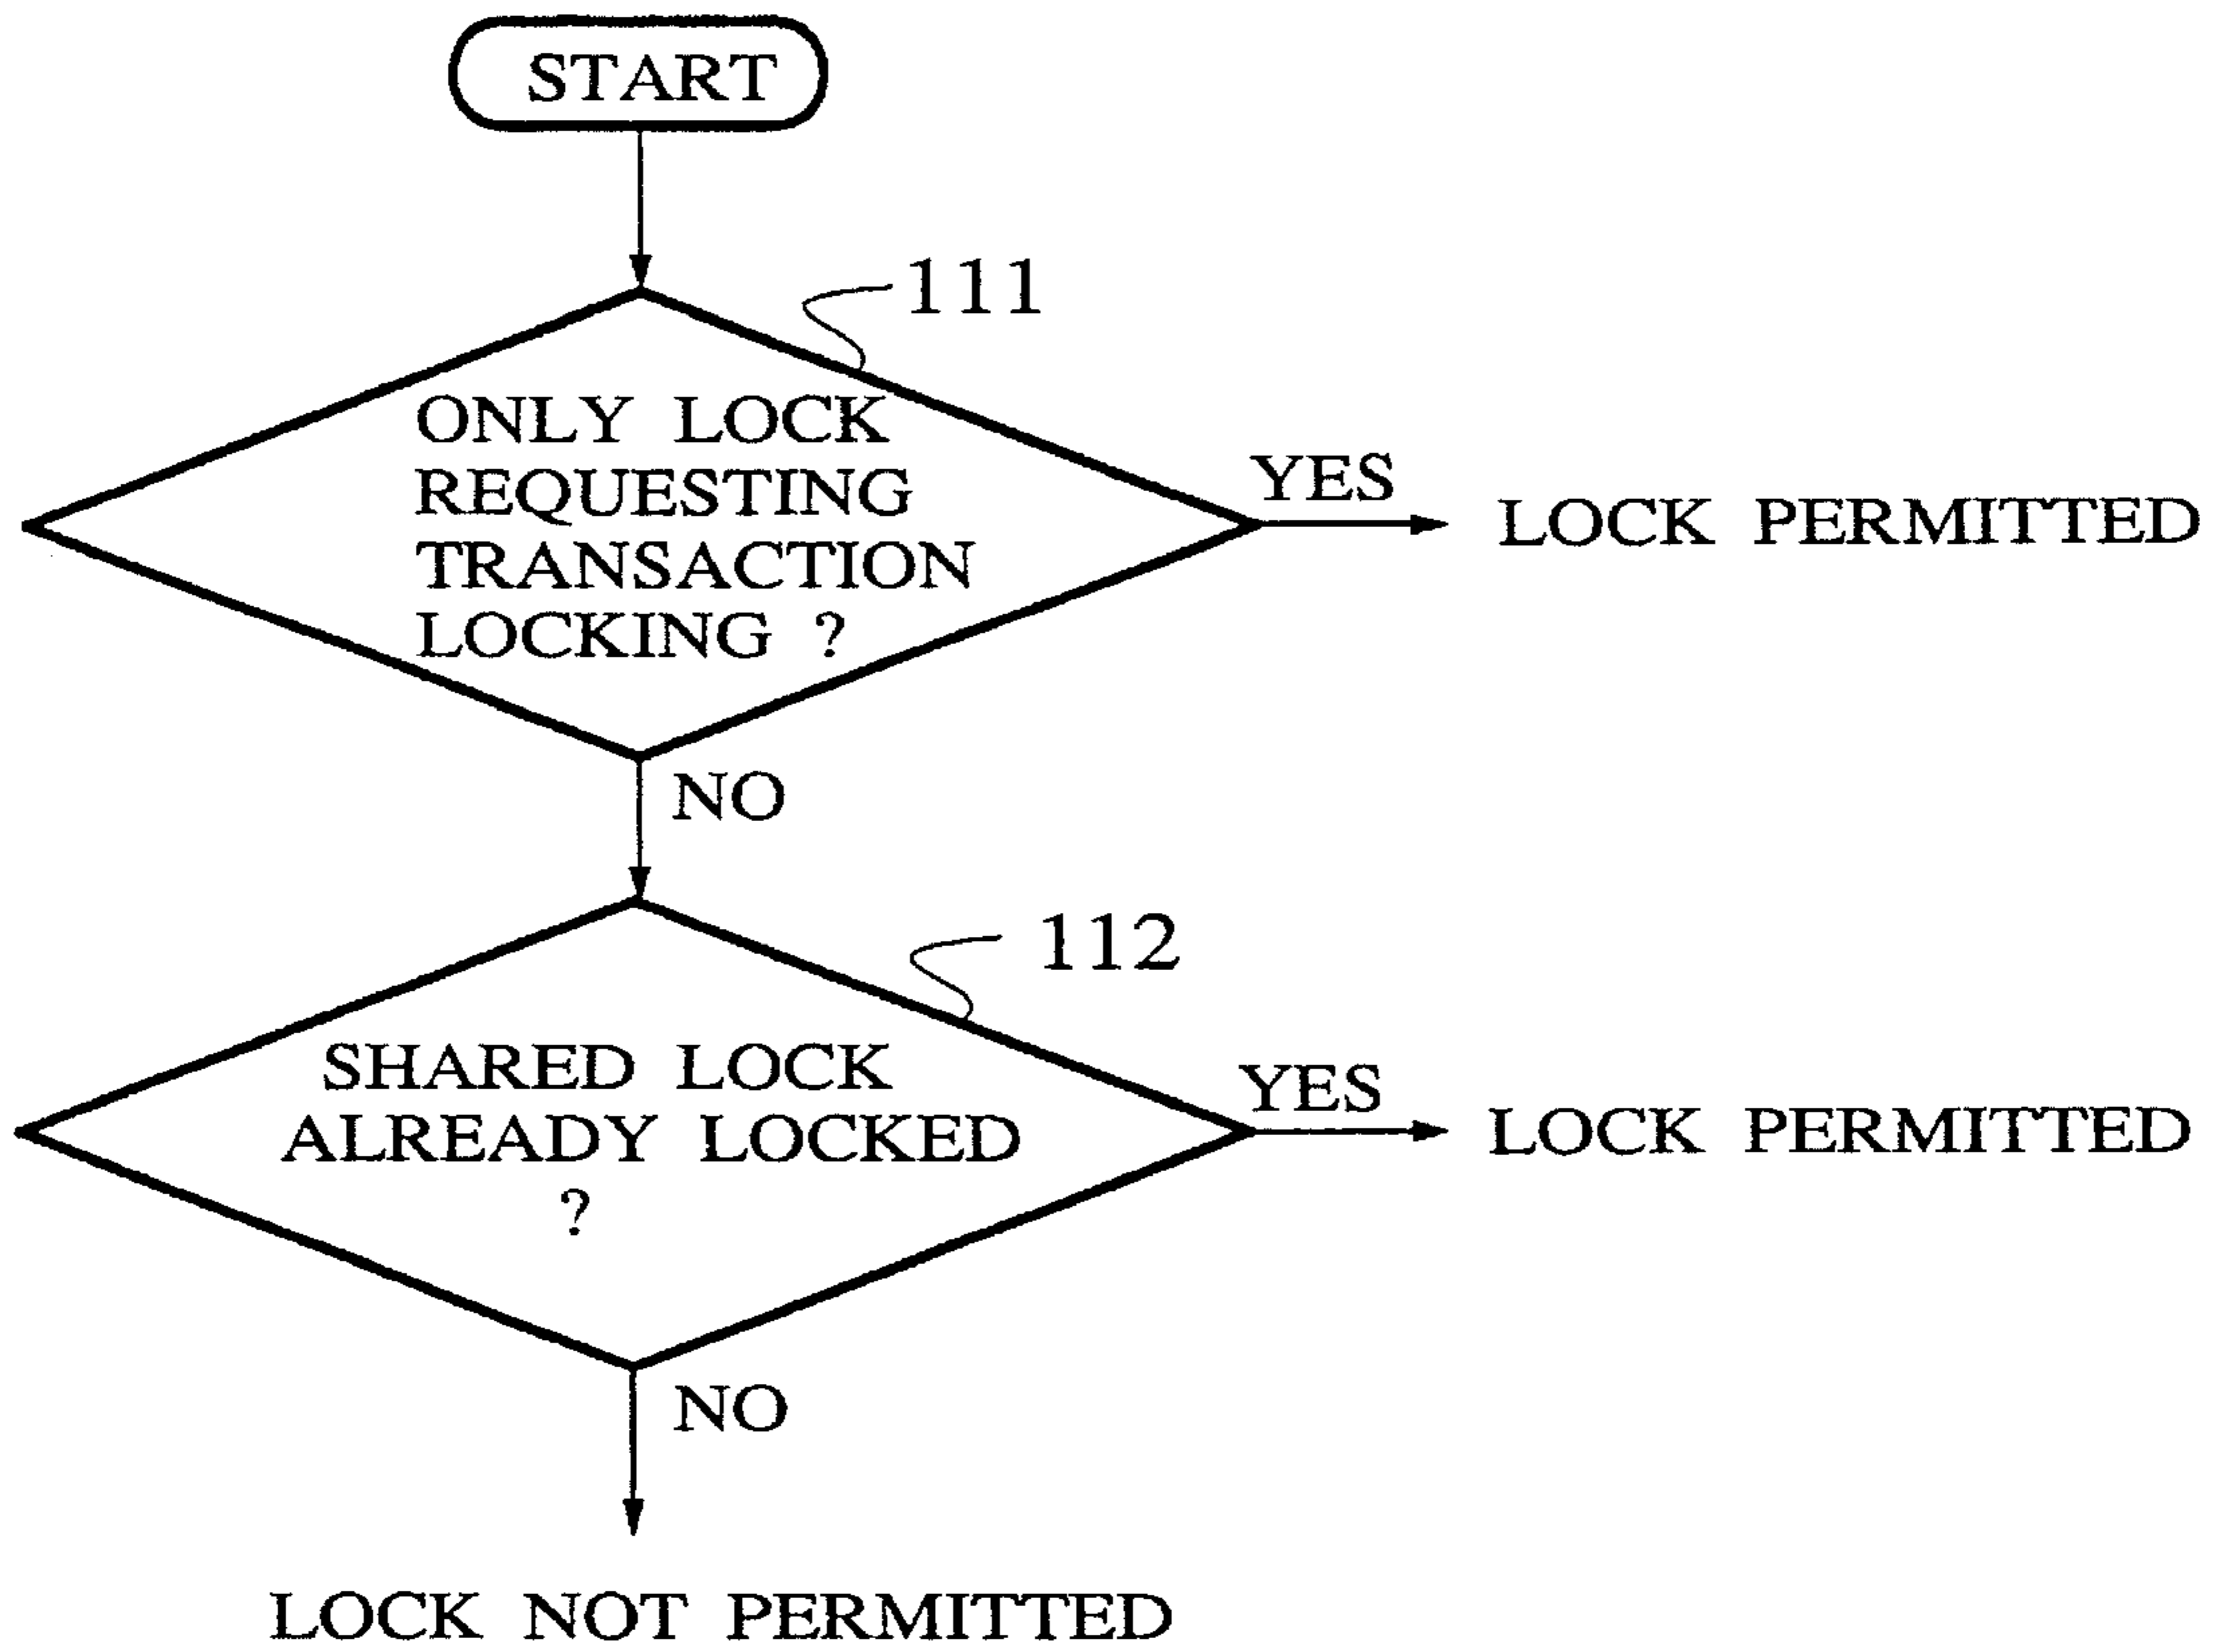 START
111
ONLY LOCK
REQUESTING
TRANSACTION
LOCKING ?
YES
LOCK PERMITTED
NO
112
SHARED LOCK
ALREADY LOCKED
?
YES
LOCK PERMITTED
NO
LOCK NOT PERMITTED